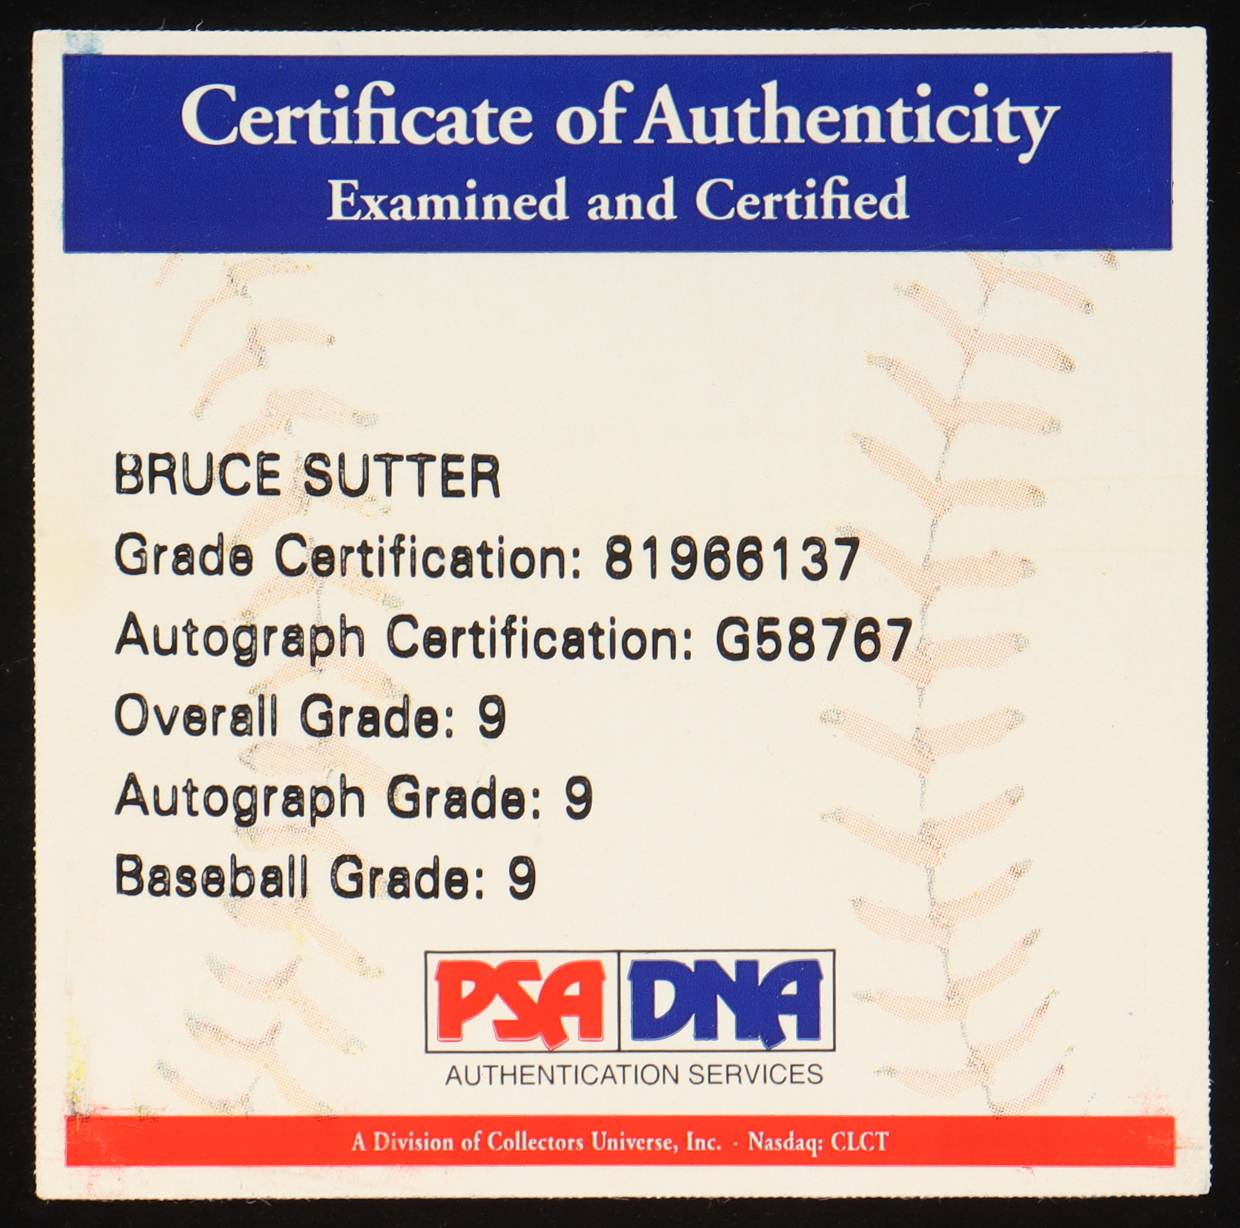 Certificate of Authenticity
Examined and Certified
BRUCE SUTTER
Grade Certification: 81966137
Autograph Certification: G58767
Overall Grade: 9
Autograph Grade: 9
Baseball Grade: 9
PSA DNA
AUTHENTICATION SERVICES
A Division of Collectors Universe, Inc. · Nasdaq: CLCT